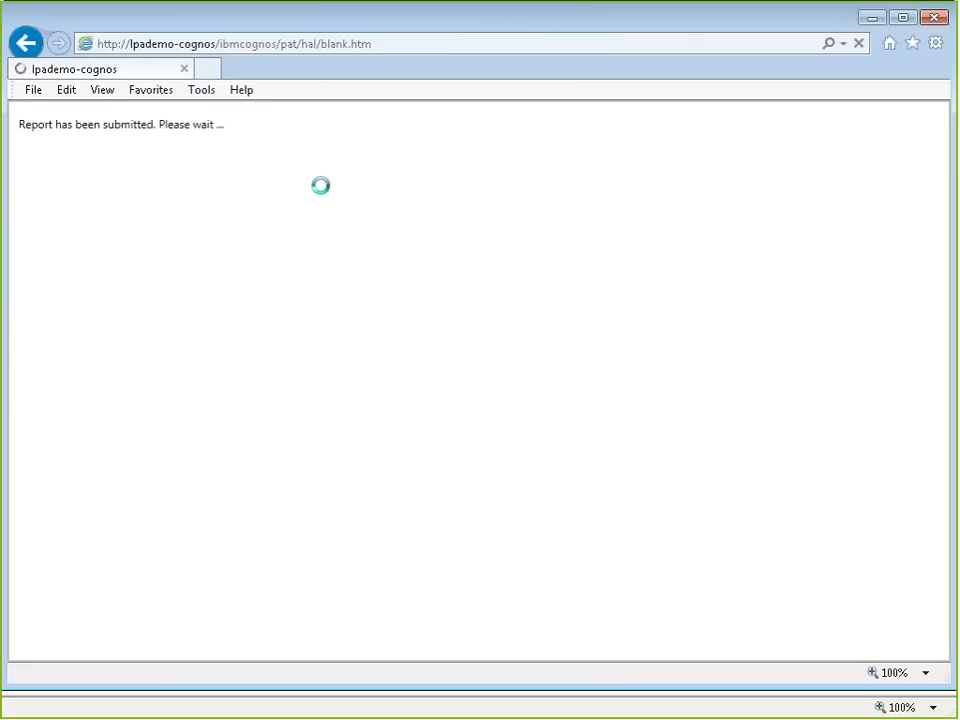 http://lpademo-cognos/ibmcognos/pat/hal/blank.htm
lpademo-cognos
File Edit View Favorites Tools Help
Report has been submitted. Please wait ...
100%
100%